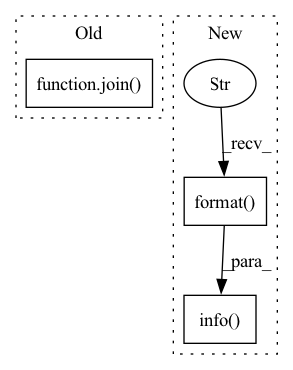 Old
New
function.join()
Str
_recv_
format()
_para_
info()